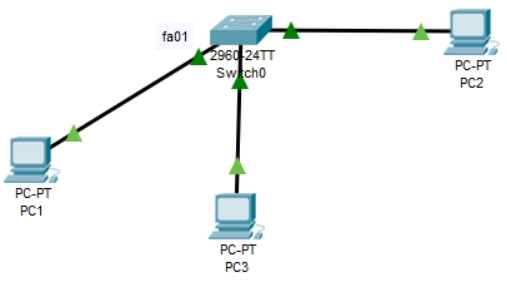 fa01
2960-24TT
Switch0
PC-PT
PC2
PC-PT
PC1
PC-PT
PC3